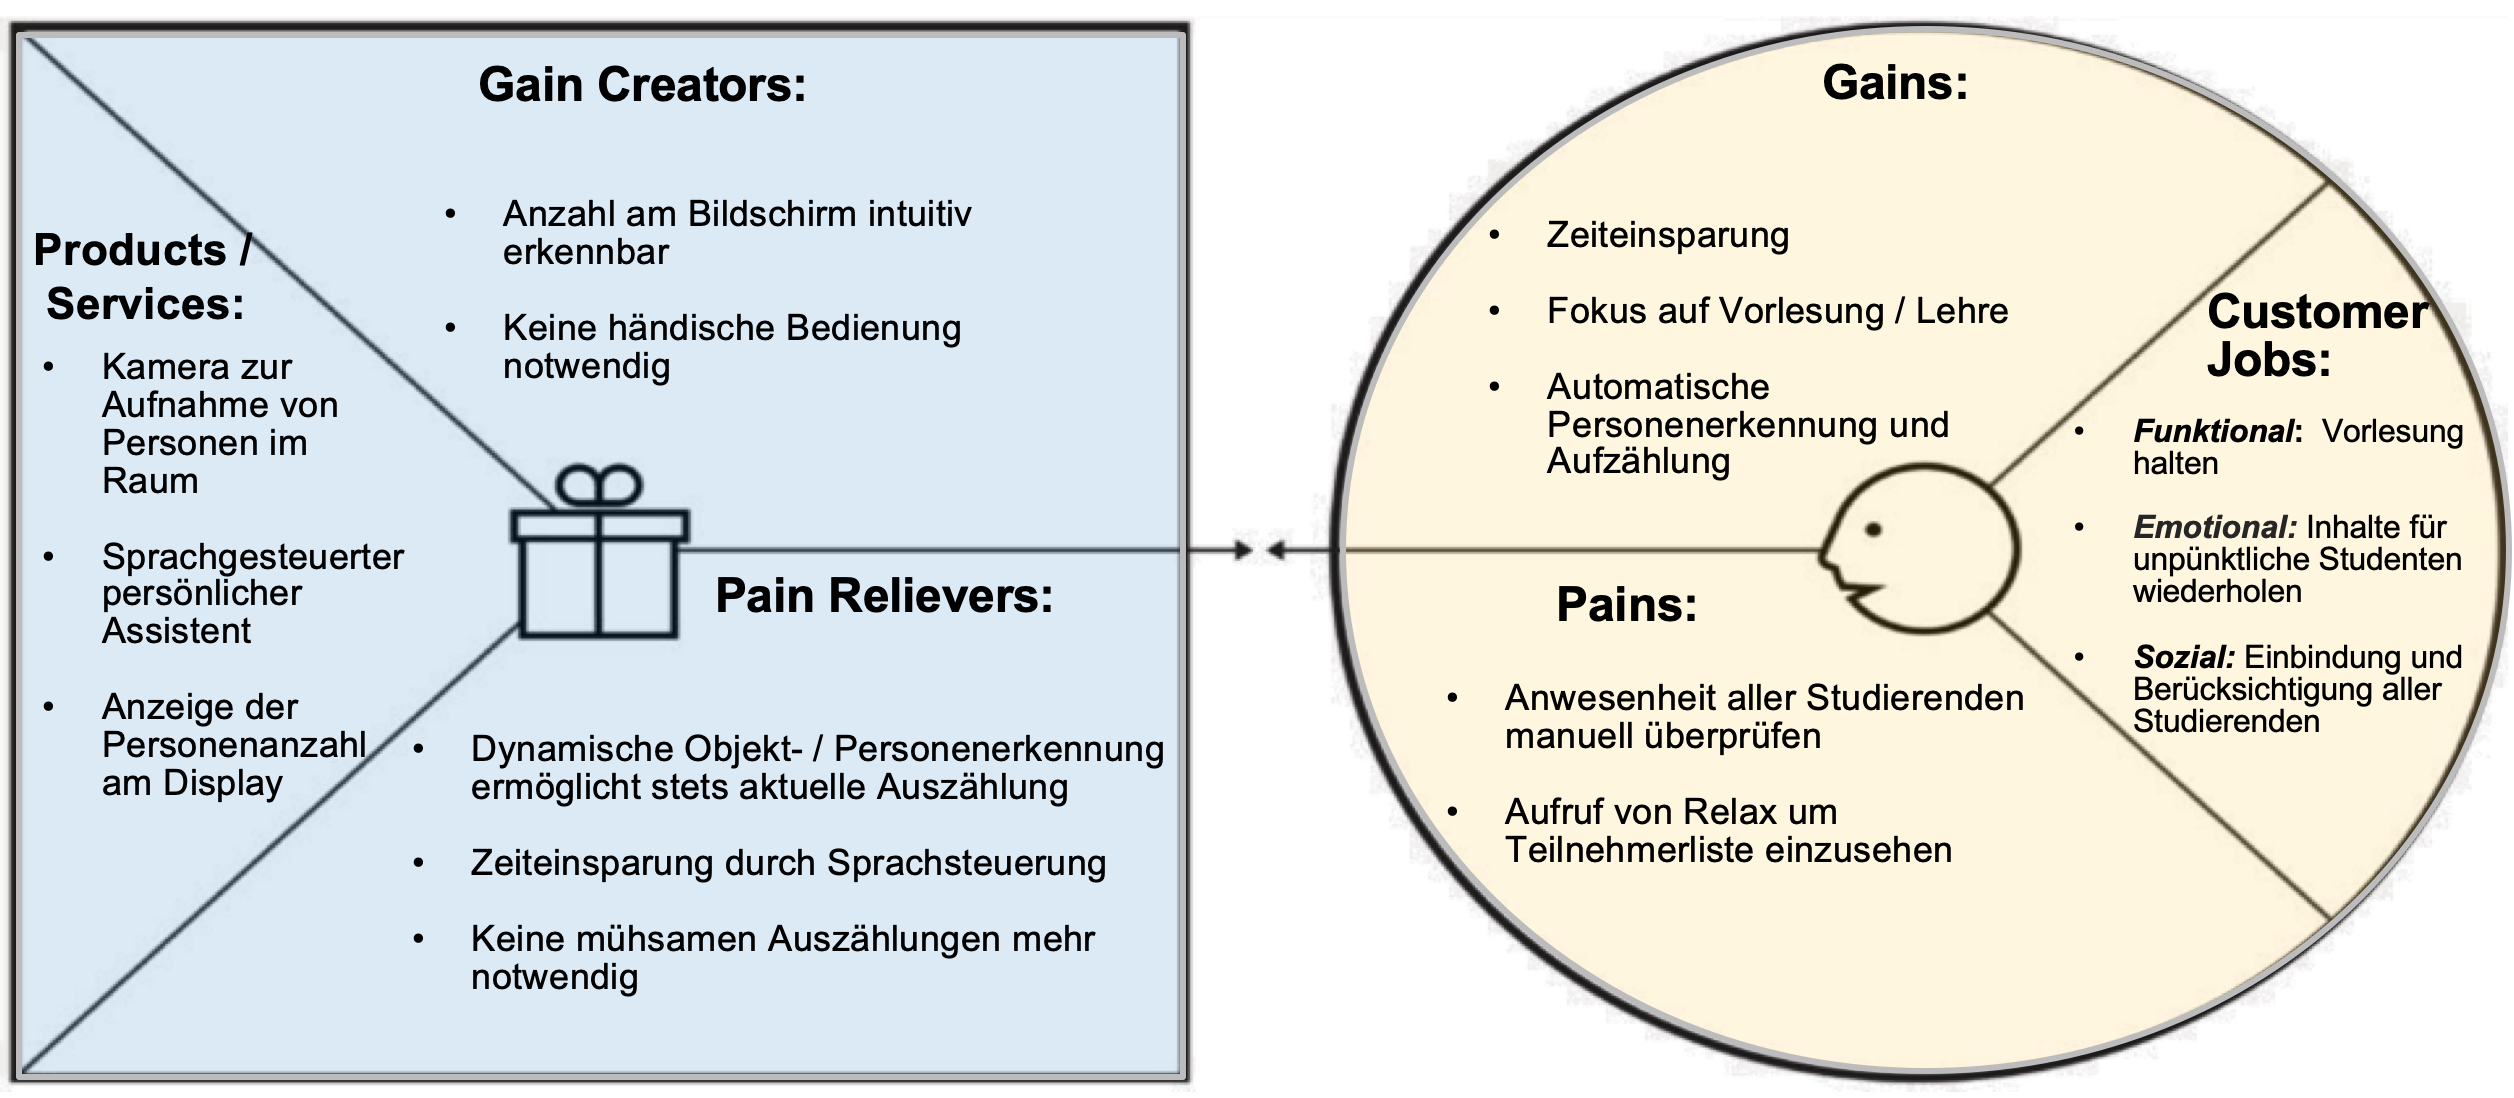 Gain Creators:
• Anzahl am Bildschirm intuitiv
erkennbar
• Keine händische Bedienung
notwendig
Products /
Services:
• Kamera zur
Aufnahme von
Personen im
Raum
• Sprachgesteuerter
persönlicher
Assistent
• Anzeige der
Personenanzahl
am Display
Pain Relievers:
• Dynamische Objekt- / Personenerkennung
ermöglicht stets aktuelle Auszählung
• Zeiteinsparung durch Sprachsteuerung
• Keine mühsamen Auszählungen mehr
notwendig
Gains:
• Zeiteinsparung
• Fokus auf Vorlesung / Lehre
• Automatische
Personenerkennung und
Aufzählung
Customer
Jobs:
• Funktional: Vorlesung
halten
• Emotional: Inhalte für
unpünktliche Studenten
wiederholen
• Sozial: Einbindung und
Berücksichtigung aller
Studierenden
Pains:
• Anwesenheit aller Studierenden
manuell überprüfen
• Aufruf von Relax um
Teilnehmerliste einzusehen